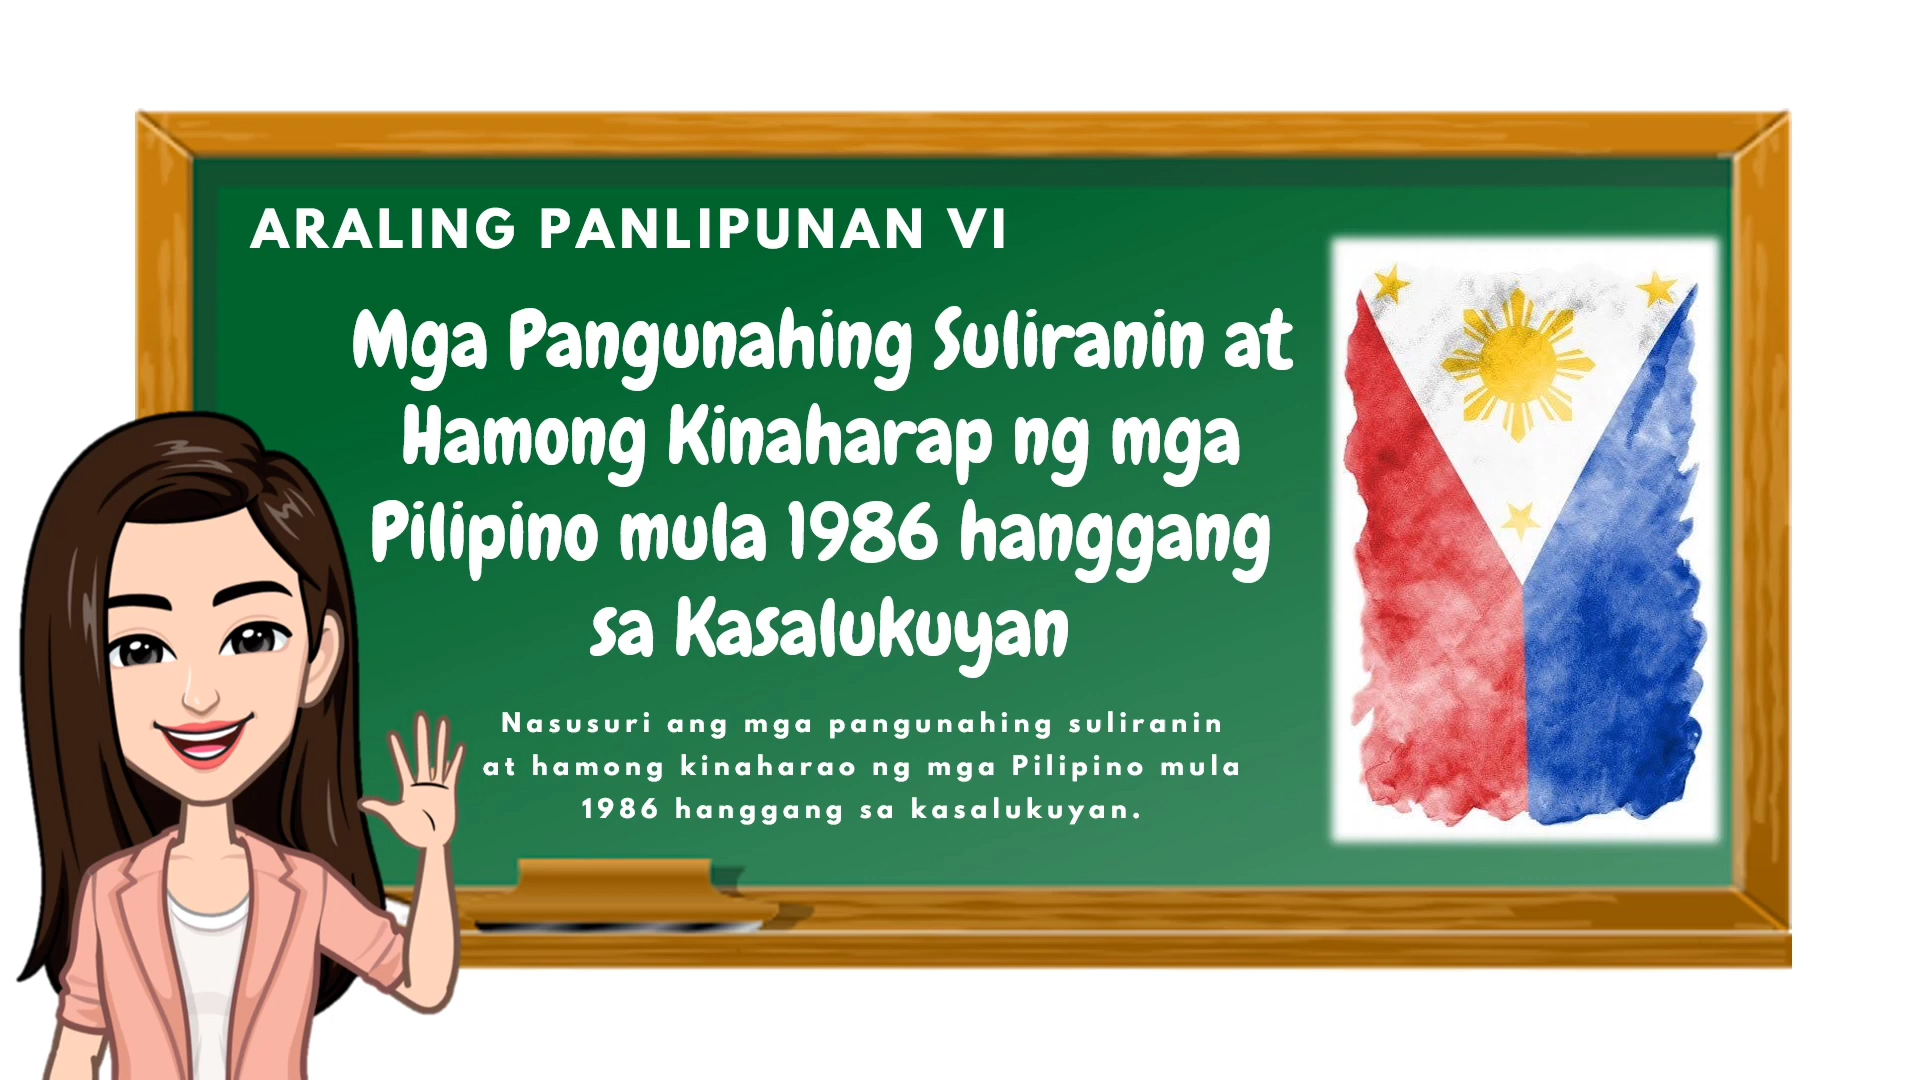 ARALING PANLIPUNAN VI
Mga Pangunahing Suliranin at
Hamong Kinaharap ng mga
Pilipino mula 1986 hanggang
sa Kasalukuyan
Nasusuri ang mga pangunahing suliranin
at hamong kinaharao ng mga Pilipino mula
1986 hanggang sa kasalukuyan.